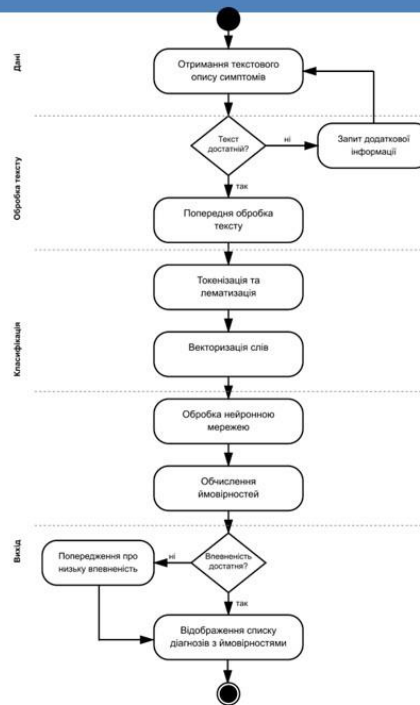 Дані
Отримання текстового
опису симптомів
Обробка тексту
Текст
достатній?
ні
Запит додаткової
інформації
так
Попередня обробка
тексту
Класифікація
Токенізація та
лематизація
Векторизація слів
Обробка нейронною
мережею
Обчислення
ймовірностей
Вихід
Попередження про
низьку впевненість
ні
Впевненість
достатня?
так
Відображення списку
діагнозів з ймовірностями